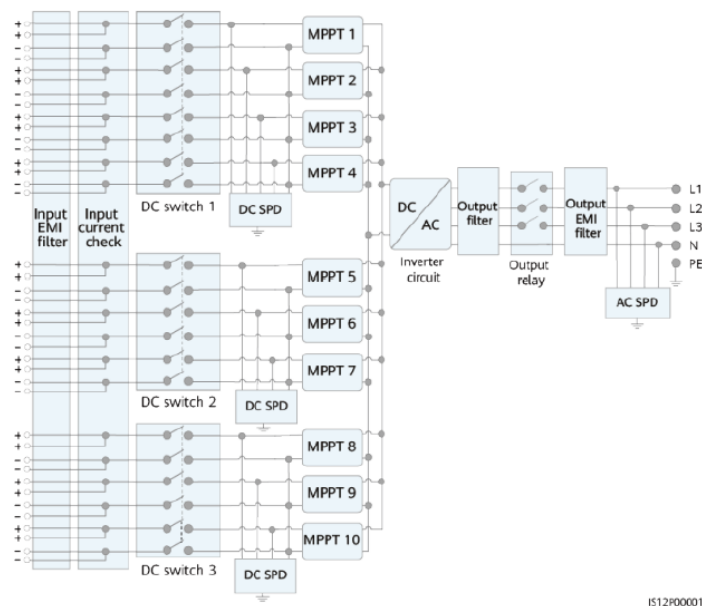 MPPT 1
MPPT 2
MPPT 3
MPPT 4
DC switch 1
DC SPD
Input
EMI
filter
Input
current
check
MPPT 5
MPPT 6
MPPT 7
DC switch 2
DC SPD
MPPT 8
MPPT 9
MPPT 10
DC switch 3
DC SPD
DC
AC
Inverter
circuit
Output
filter
Output
relay
Output
EMI
filter
L1
L2
L3
N
PE
AC SPD
IS12P00001